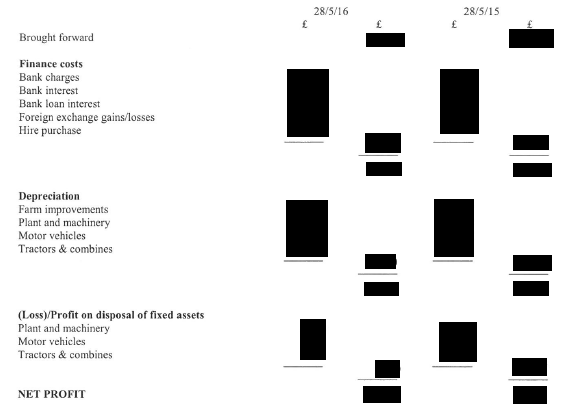 28/5/16 28/5/15
£ £ £ £
Brought forward
Finance costs
Bank charges
Bank interest
Bank loan interest
Foreign exchange gains/losses
Hire purchase
Depreciation
Farm improvements
Plant and machinery
Motor vehicles
Tractors & combines
(Loss)/Profit on disposal of fixed assets
Plant and machinery
Motor vehicles
Tractors & combines
NET PROFIT